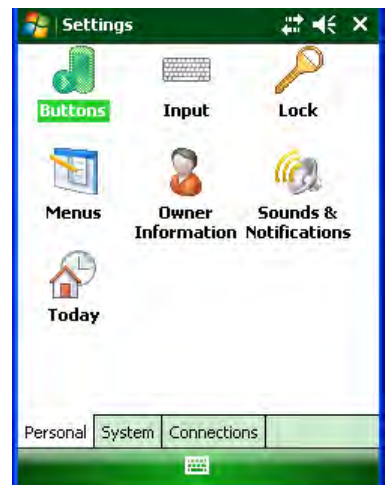 Settings
Buttons Input Lock
Menus Owner Information Sounds & Notifications
Today
Personal System Connections